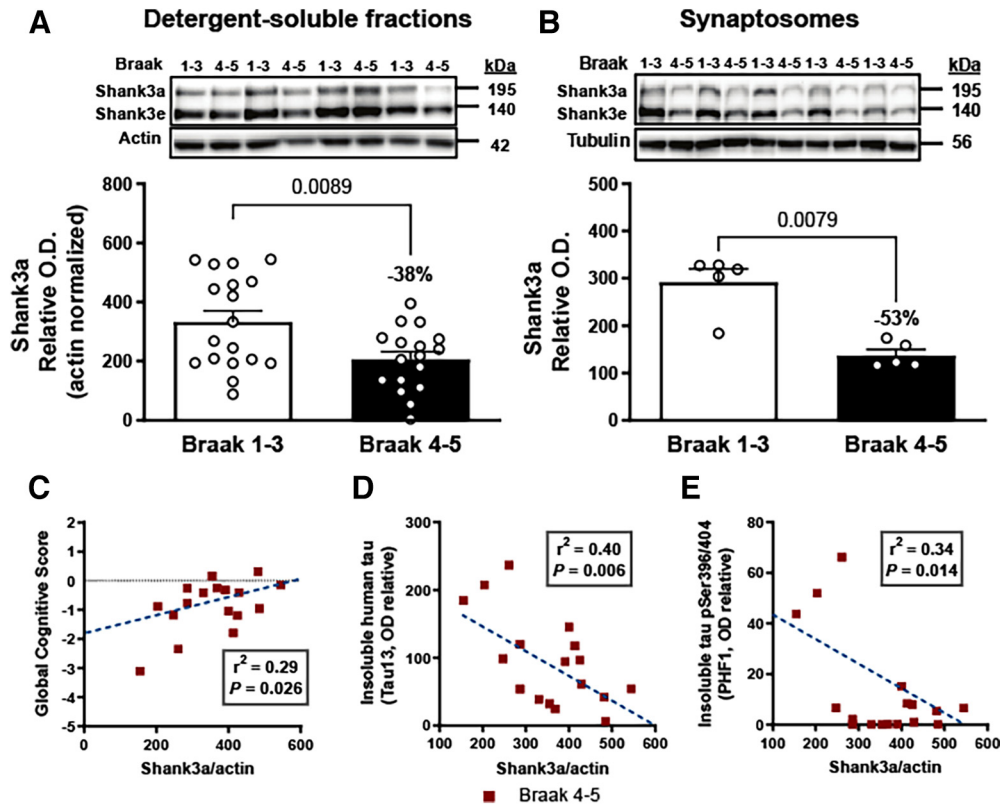 A Detergent-soluble fractions
Braak 1-3 4-5 1-3 4-5 1-3 4-5 1-3 4-5 kDa
Shank3a 195
Shank3e 140
Actin 42
800
600
400
200
0
Shank3a
Relative O.D.
(actin normalized)
0.0089
-38%
Braak 1-3 Braak 4-5
B Synaptosomes
Braak 1-3 4-5 1-3 4-5 1-3 4-5 1-3 4-5 1-3 4-5 kDa
Shank3a 195
Shank3e 140
Tubulin 56
500
400
300
200
100
0
Shank3a
Relative O.D.
0.0079
-53%
Braak 1-3 Braak 4-5
C
Global Cognitive Score
2
1
0
-1
-2
-3
-4
-5
r² = 0.29
P = 0.026
0 200 400 600
Shank3a/actin
D
Insoluble human tau
(Tau13, OD relative)
300
200
100
0
r² = 0.40
P = 0.006
100 200 300 400 500 600
Shank3a/actin
E
Insoluble tau pSer396/404
(PHF1, OD relative)
80
60
40
20
0
r² = 0.34
P = 0.014
100 200 300 400 500 600
Shank3a/actin
Braak 4-5